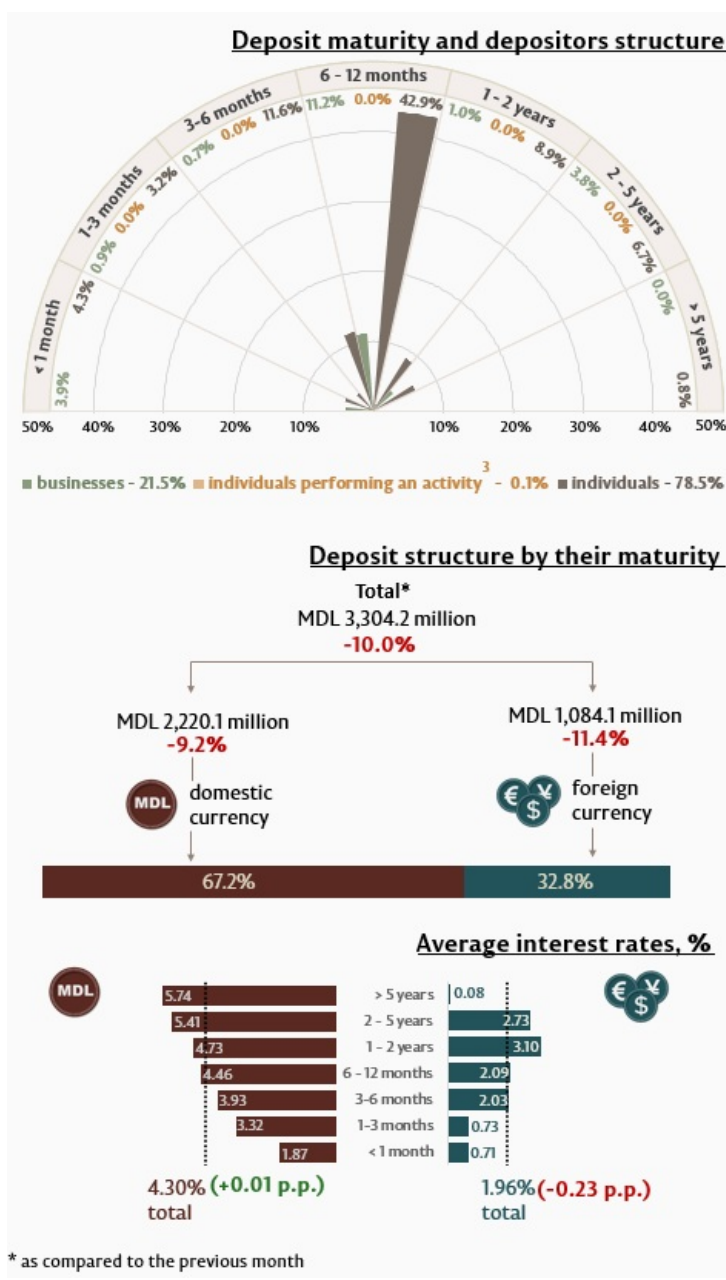 Deposit maturity and depositors structure
< 1 month
1-3 months
3-6 months
6 - 12 months
1 - 2 years
2 - 5 years
> 5 years
3.9%
4.3%
0.9%
0.0%
3.2%
0.7%
0.0%
11.6%
11.2%
0.0%
42.9%
1.0%
0.0%
8.9%
3.8%
0.0%
6.7%
0.0%
0.8%
50% 40% 30% 20% 10% 10% 20% 30% 40% 50%
businesses - 21.5% individuals performing an activity 3 - 0.1% individuals - 78.5%
Deposit structure by their maturity
Total*
MDL 3,304.2 million
-10.0%
MDL 2,220.1 million
-9.2%
MDL 1,084.1 million
-11.4%
MDL
domestic
currency
€ ¥ $
foreign
currency
67.2% 32.8%
Average interest rates, %
MDL
€ ¥ $
5.74 > 5 years 0.08
5.41 2 - 5 years 2.73
4.73 1 - 2 years 3.10
4.46 6 - 12 months 2.09
3.93 3-6 months 2.03
3.32 1-3 months 0.73
1.87 < 1 month 0.71
4.30% (+0.01 p.p.)
total
1.96% (-0.23 p.p.)
total
* as compared to the previous month